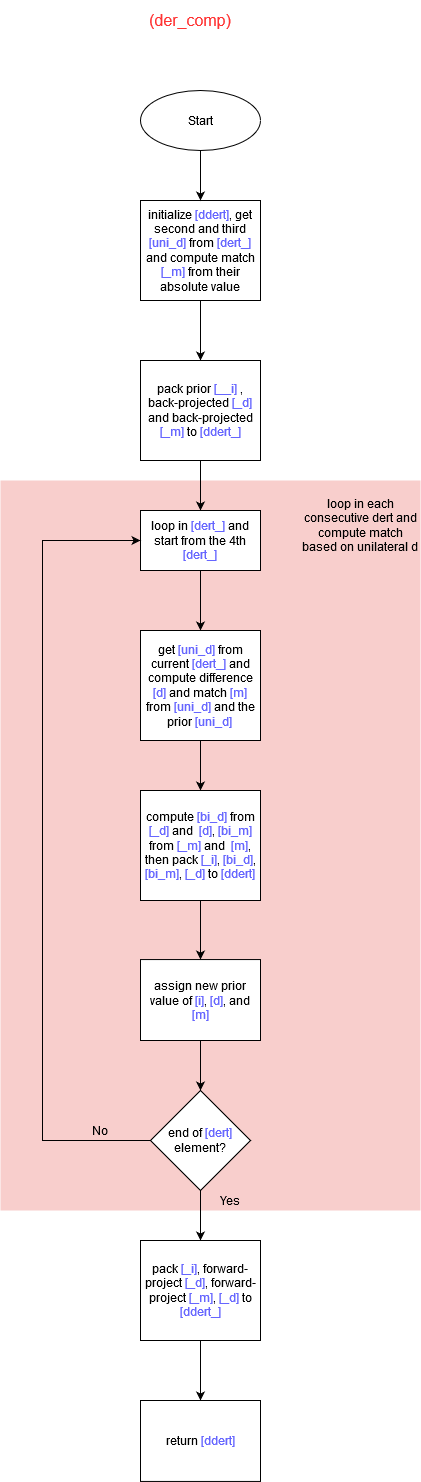 (der_comp)
Start
initialize [ddert], get
second and third
[uni_d] from [dert_]
and compute match
[_m] from their
absolute value
pack prior [__i] ,
back-projected [_d]
and back-projected
[_m] to [ddert_]
loop in [dert_] and
start from the 4th
[dert_]
loop in each
consecutive dert and
compute match
based on unilateral d
get [uni_d] from
current [dert_] and
compute difference
[d] and match [m]
from [uni_d] and the
prior [uni_d]
compute [bi_d] from
[_d] and  [d], [bi_m]
from [_m] and  [m],
then pack [_i], [bi_d],
[bi_m], [_d] to [ddert]
assign new prior
value of [i], [d], and
[m]
end of [dert]
element?
No
Yes
pack [_i], forward-
project [_d], forward-
project [_m], [_d] to
[ddert_]
return [ddert]